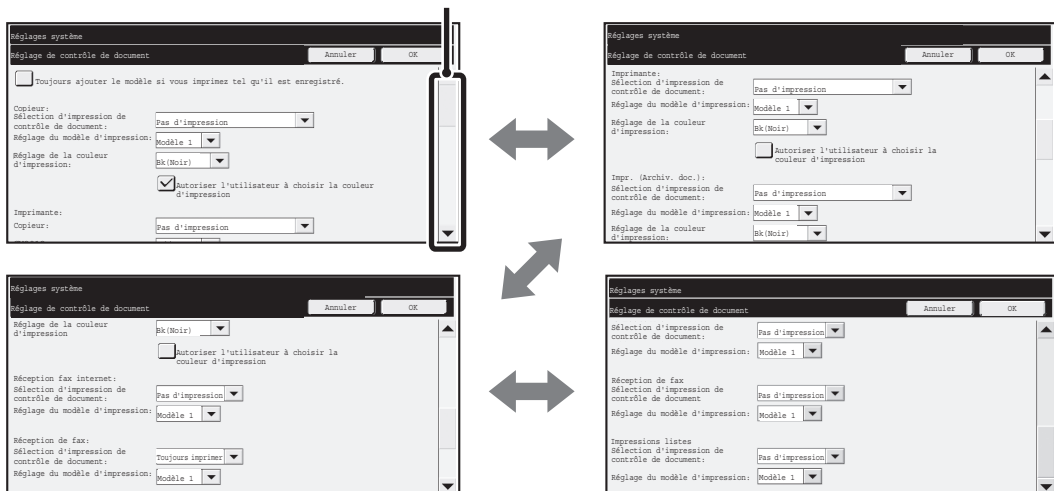 Réglages système
Réglage de contrôle de document
Annuler
OK
Toujours ajouter le modèle si vous imprimez tel qu'il est enregistré.
Copieur:
Sélection d'impression de
contrôle de document:
Pas d'impression
Réglage du modèle d'impression:
Modèle 1
Réglage de la couleur
d'impression:
Bk(Noir)
Autoriser l'utilisateur à choisir la couleur
d'impression
Imprimante:
Copieur:
Pas d'impression
Réglages système
Réglage de contrôle de document
Annuler
OK
Imprimante:
Sélection d'impression de
contrôle de document:
Pas d'impression
Réglage du modèle d'impression:
Modèle 1
Réglage de la couleur
d'impression:
Bk(Noir)
Autoriser l'utilisateur à choisir la
couleur d'impression
Impr. (Archiv. doc.):
Sélection d'impression de
contrôle de document:
Pas d'impression
Réglage du modèle d'impression:
Modèle 1
Réglage de la couleur
d'impression:
Bk(Noir)
Réglages système
Réglage de contrôle de document
Annuler
OK
Réglage de la couleur
d'impression
Bk(Noir)
Autoriser l'utilisateur à choisir la
couleur d'impression
Réception fax internet:
Sélection d'impression de
contrôle de document:
Pas d'impression
Réglage du modèle d'impression:
Modèle 1
Réception de fax:
Sélection d'impression de
contrôle de document:
Toujours imprimer
Réglage du modèle d'impression:
Modèle 1
Réglages système
Réglage de contrôle de document
Annuler
OK
Sélection d'impression de
contrôle de document:
Pas d'impression
Réglage du modèle d'impression:
Modèle 1
Réception de fax
Sélection d'impression de
contrôle de document
Pas d'impression
Réglage du modèle d'impression:
Modèle 1
Impressions listes
Sélection d'impression de
contrôle de document:
Pas d'impression
Réglage du modèle d'impression:
Modèle 1